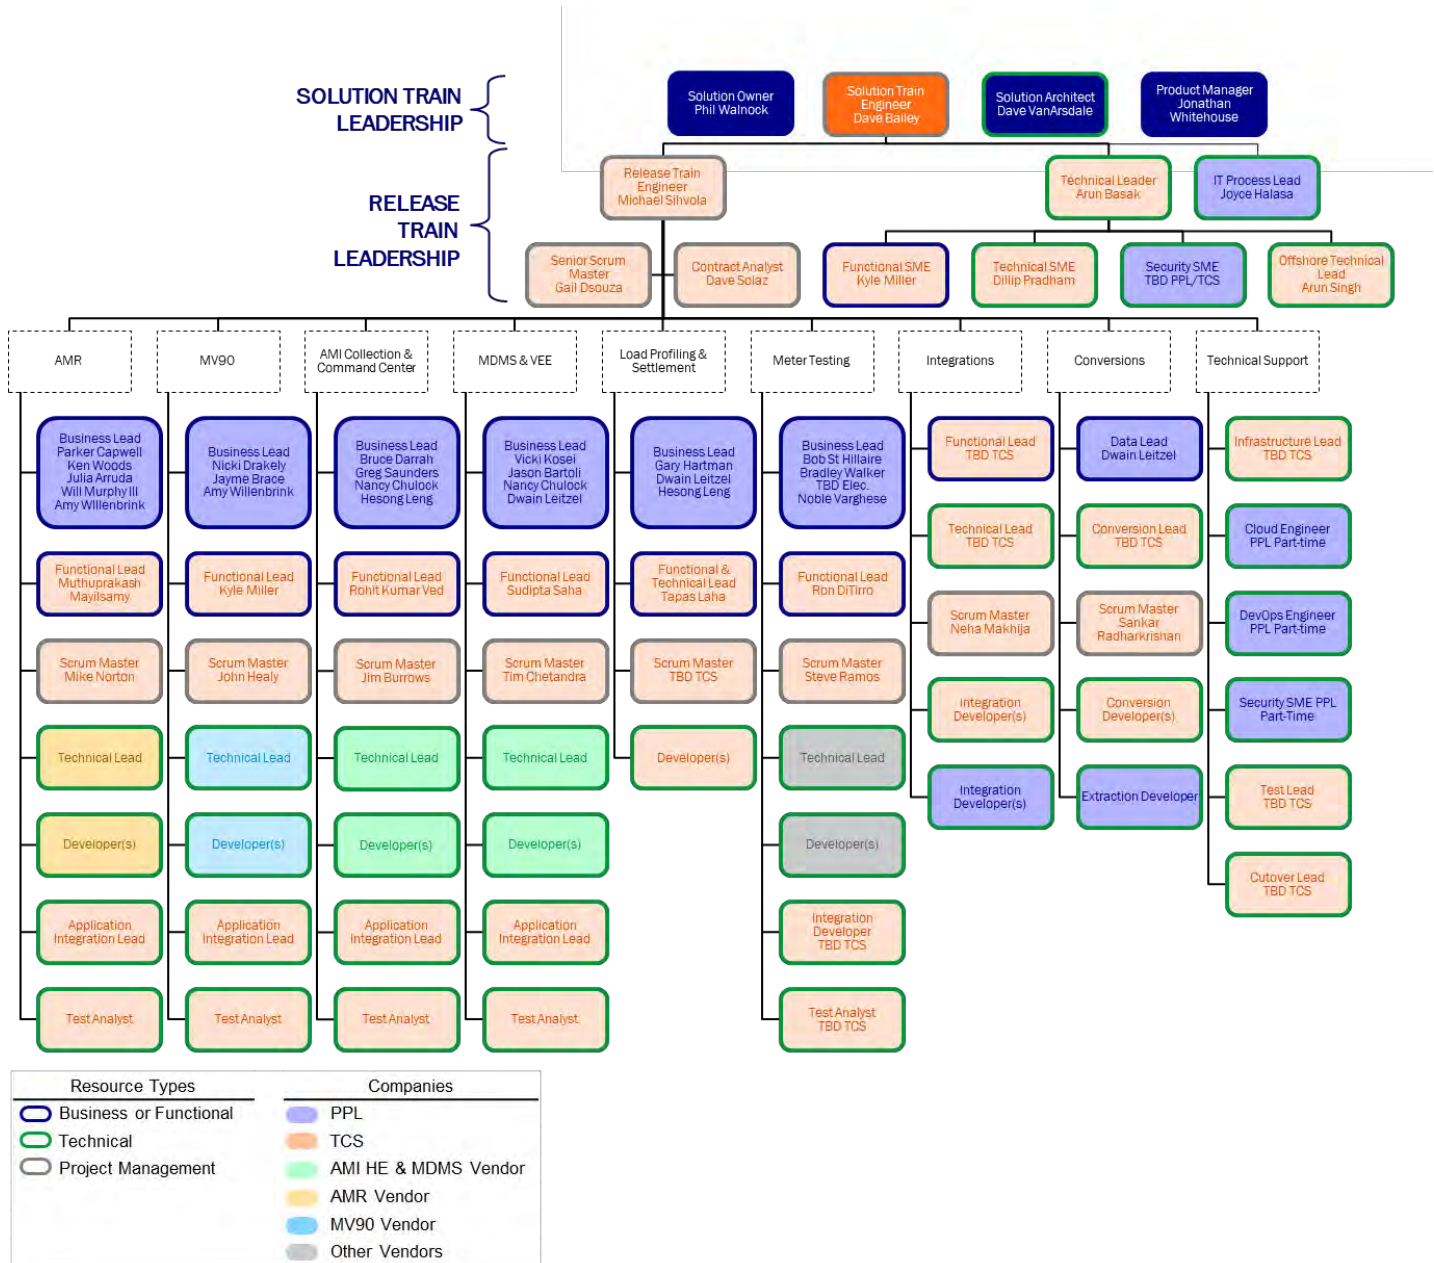 SOLUTION TRAIN
LEADERSHIP
Solution Owner
Phil Walnock
Solution Train
Engineer
Dave Bailey
Solution Architect
Dave VanArsdale
Product Manager
Jonathan
Whitehouse
RELEASE
TRAIN
LEADERSHIP
Release Train
Engineer
Michael Sihvola
Technical Leader
Arun Basak
IT Process Lead
Joyce Halasa
Senior Scrum
Master
Gail Dsouza
Contract Analyst
Dave Solaz
Functional SME
Kyle Miller
Technical SME
Dillip Pradham
Security SME
TBD PPL/TCS
Offshore Technical
Lead
Arun Singh
AMR
MV90
AMI Collection &
Command Center
MDMS & VEE
Load Profiling &
Settlement
Meter Testing
Integrations
Conversions
Technical Support
Business Lead
Parker Capwell
Ken Woods
Julia Arruda
Will Murphy III
Amy Willenbrink
Business Lead
Nicki Drakely
Jayme Brace
Amy Willenbrink
Business Lead
Bruce Darrah
Greg Saunders
Nancy Chulock
Hesong Leng
Business Lead
Vicki Kosei
Jason Bartoli
Nancy Chulock
Dwain Leitzel
Business Lead
Gary Hartman
Dwain Leitzel
Hesong Leng
Business Lead
Bob St Hillaire
Bradley Walker
TBD Elec.
Noble Varghese
Functional Lead
TBD TCS
Data Lead
Dwain Leitzel
Infrastructure Lead
TBD TCS
Technical Lead
TBD TCS
Conversion Lead
TBD TCS
Cloud Engineer
PPL Part-time
Functional Lead
Muthuprakash
Mayilsamy
Functional Lead
Kyle Miller
Functional Lead
Rohit Kumar Ved
Functional Lead
Sudipta Saha
Functional &
Technical Lead
Tapas Laha
Functional Lead
Ron DiTirro
Scrum Master
Neha Makhija
Scrum Master
Sankar
Radharkrishan
DevOps Engineer
PPL Part-time
Scrum Master
Mike Norton
Scrum Master
John Healy
Scrum Master
Jim Burrows
Scrum Master
Tim Chetandra
Scrum Master
TBD TCS
Scrum Master
Steve Ramos
Integration
Developer(s)
Conversion
Developer(s)
Security SME PPL
Part-Time
Technical Lead
Technical Lead
Technical Lead
Technical Lead
Developer(s)
Technical Lead
Integration
Developer(s)
Extraction Developer
Test Lead
TBD TCS
Developer(s)
Developer(s)
Developer(s)
Developer(s)
Developer(s)
Cutover Lead
TBD TCS
Application
Integration Lead
Application
Integration Lead
Application
Integration Lead
Application
Integration Lead
Integration
Developer
TBD TCS
Test Analyst
Test Analyst
Test Analyst
Test Analyst
Test Analyst
TBD TCS
Resource Types
Business or Functional
Technical
Project Management
Companies
PPL
TCS
AMI HE & MDMS Vendor
AMR Vendor
MV90 Vendor
Other Vendors